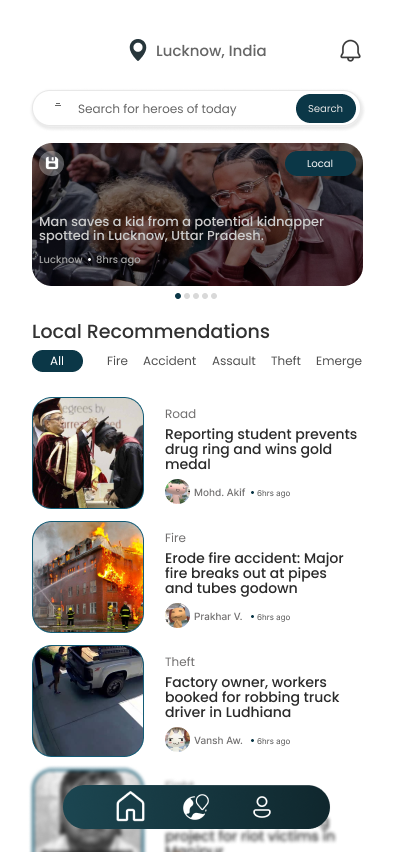 Lucknow, India
Search for heroes of today
Search
Local
Man saves a kid from a potential kidnapper
spotted in Lucknow, Uttar Pradesh.
Lucknow • 8hrs ago
Local Recommendations
All Fire Accident Assault Theft Emerge
Road
Reporting student prevents
drug ring and wins gold
medal
Mohd. Akif • 6hrs ago
Fire
Erode fire accident: Major
fire breaks out at pipes
and tubes godown
Prakhar V. • 6hrs ago
Theft
Factory owner, workers
booked for robbing truck
driver in Ludhiana
Vansh Aw. • 6hrs ago
project for riot victims in